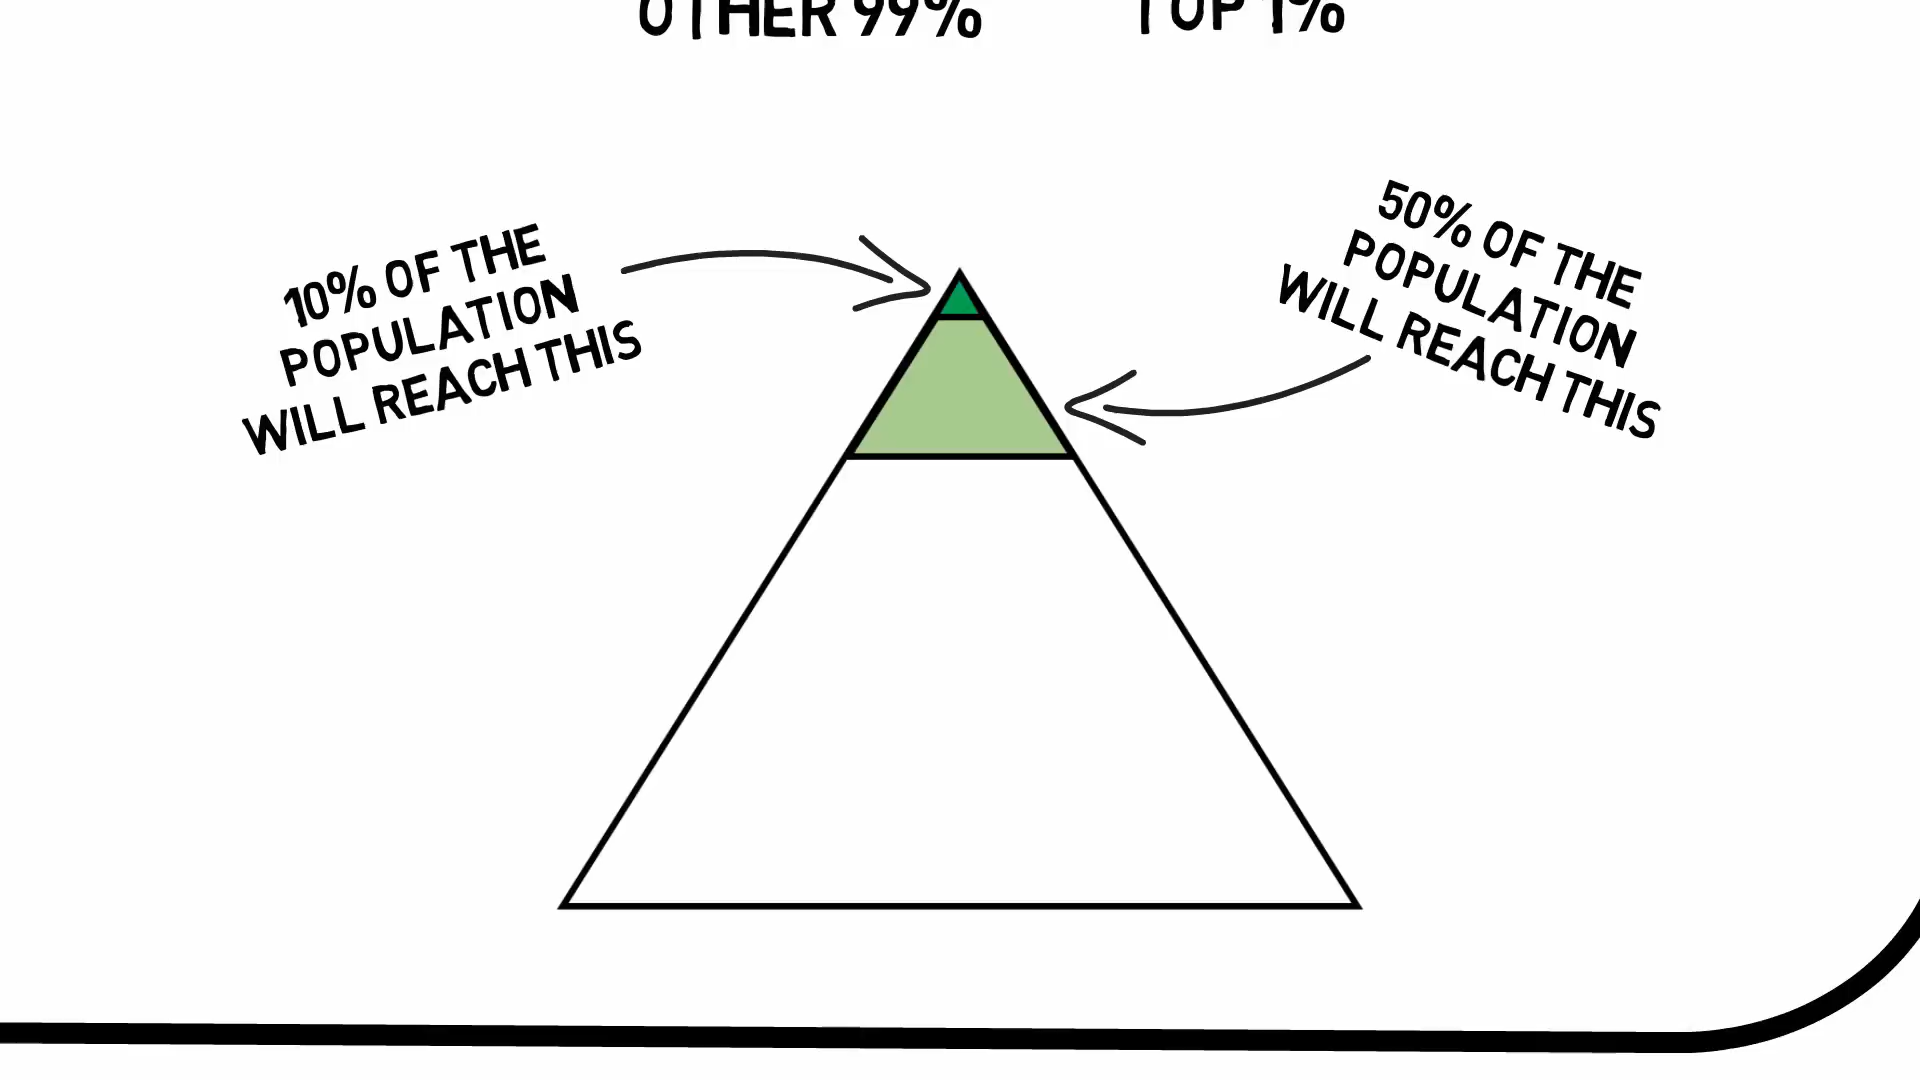 OTHER 99% TOP 1%
10% OF THE
POPULATION
WILL REACH THIS
50% OF THE
POPULATION
WILL REACH THIS